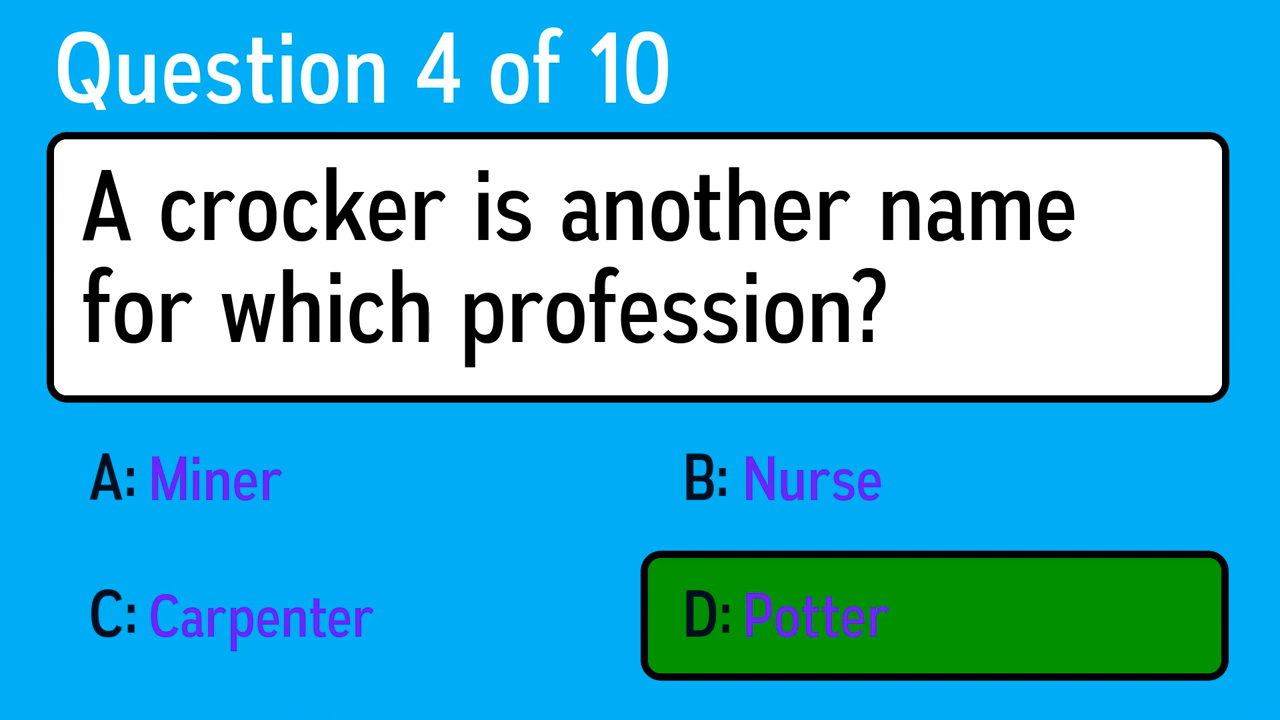 Question 4 of 10
A crocker is another name
for which profession?
A: Miner
B: Nurse
C: Carpenter
D: Potter